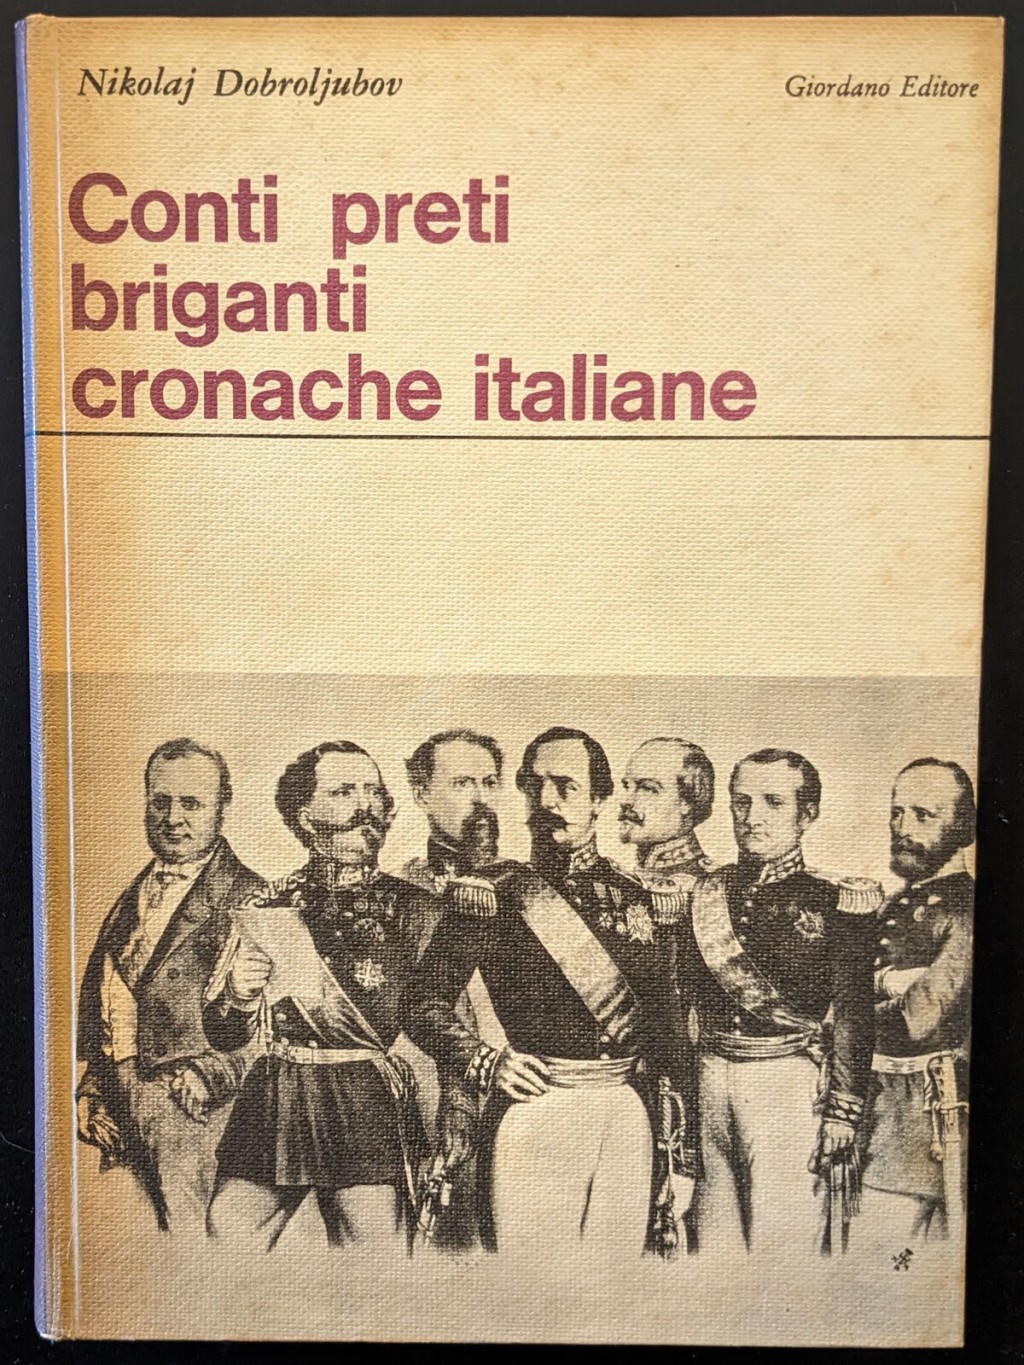 Nikolaj Dobroljubov
Giordano Editore
Conti preti
briganti
cronache italiane